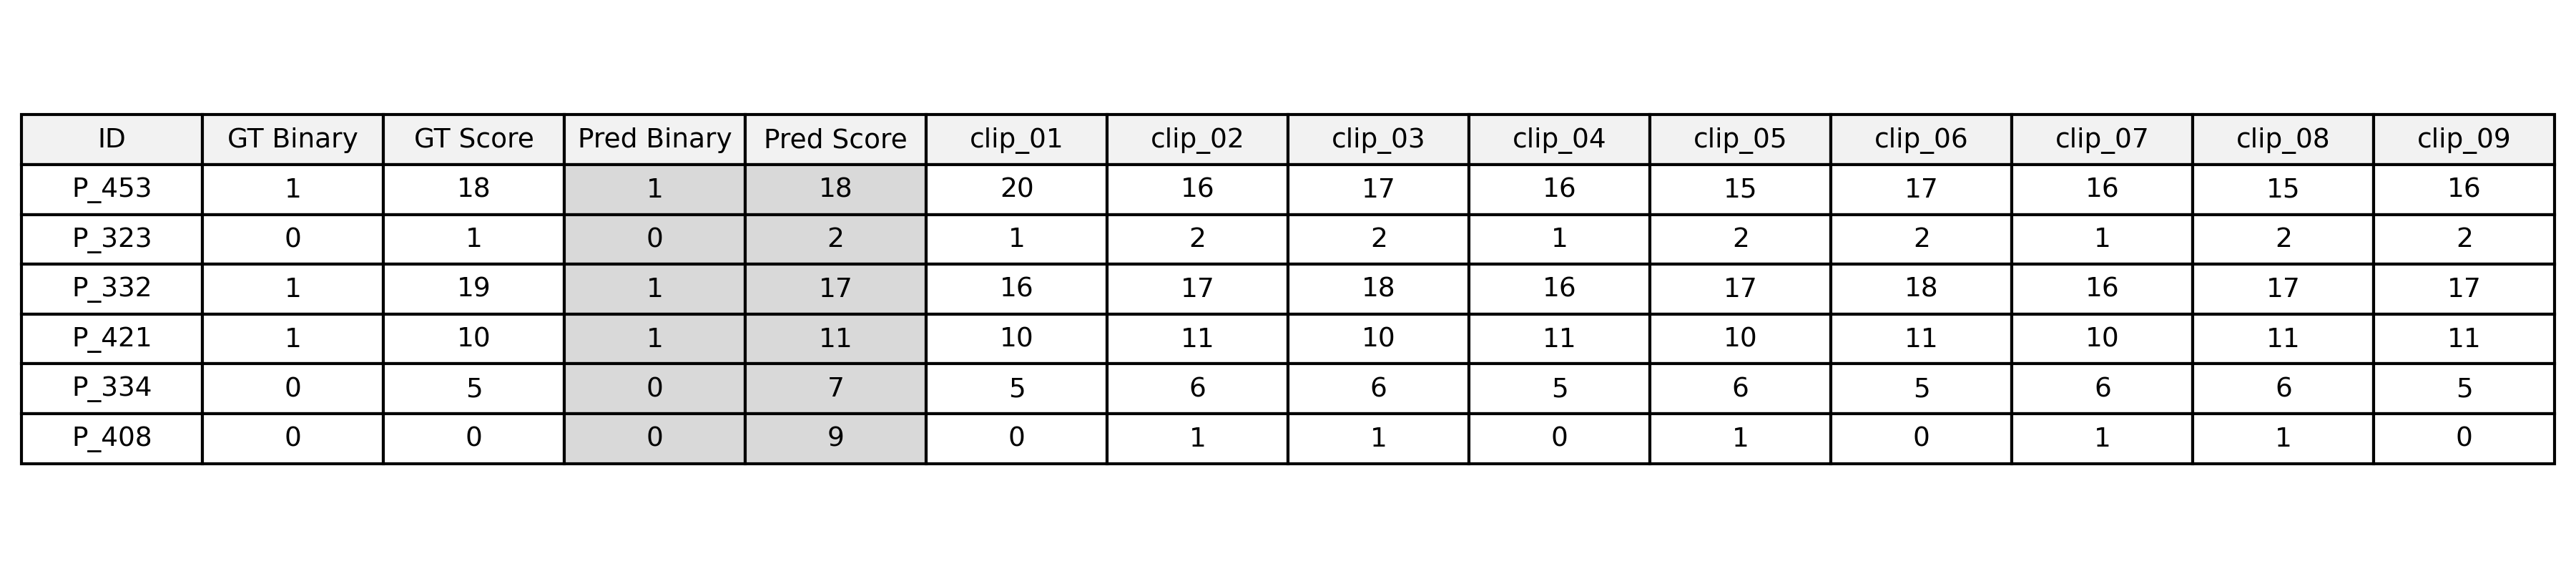 ID GT Binary GT Score Pred Binary Pred Score clip_01 clip_02 clip_03 clip_04 clip_05 clip_06 clip_07 clip_08 clip_09
P_453 1 18 1 18 20 16 17 16 15 17 16 15 16
P_323 0 1 0 2 1 2 2 1 2 2 1 2 2
P_332 1 19 1 17 16 17 18 16 17 18 16 17 17
P_421 1 10 1 11 10 11 10 11 10 11 10 11 11
P_334 0 5 0 7 5 6 6 5 6 5 6 6 5
P_408 0 0 0 9 0 1 1 0 1 0 1 1 0